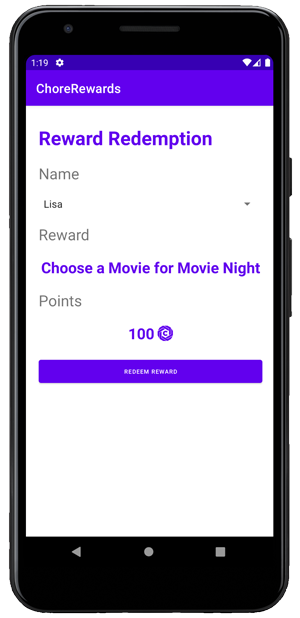 1:19
ChoreRewards
Reward Redemption
Name
Lisa
Reward
Choose a Movie for Movie Night
Points
100
REDEEM REWARD